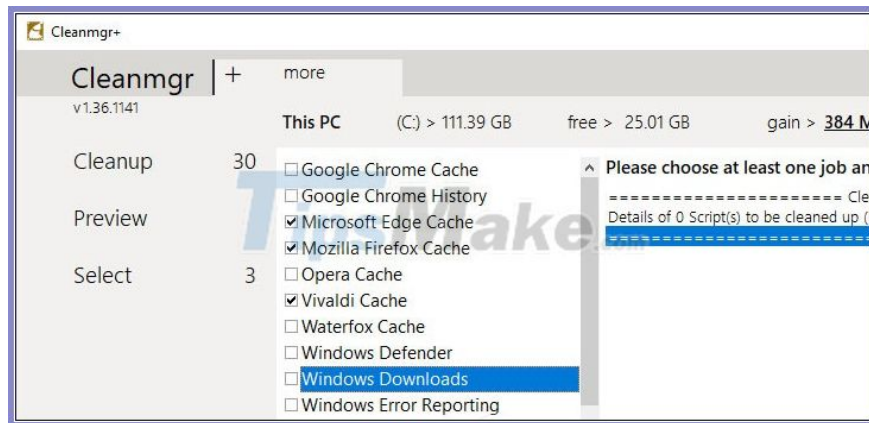 Cleanmgr+
Cleanmgr | + more
v 1.36.1141
This PC (C:) > 111.39 GB free > 25.01 GB gain > 384 M
Cleanup 30
Preview
Select 3
Google Chrome Cache
Google Chrome History
Microsoft Edge Cache
Mozilla Firefox Cache
Opera Cache
Vivaldi Cache
Waterfox Cache
Windows Defender
Windows Downloads
Windows Error Reporting
Please choose at least one job an
====================== Cle
Details of 0 Script(s) to be cleaned up (
TipsMake.com